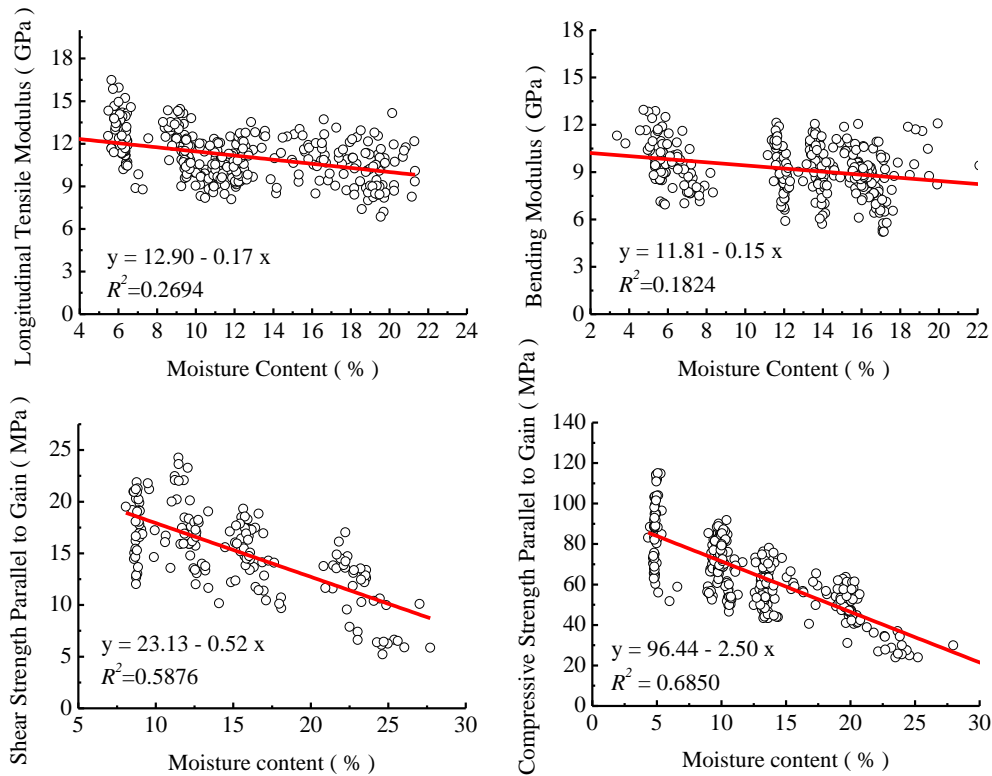 Longitudinal Tensile Modulus ( GPa )
18
15
12
9
6
3
0
y = 12.90 - 0.17 x
R²=0.2694
4 6 8 10 12 14 16 18 20 22 24
Moisture Content ( % )
Bending Modulus ( GPa )
18
15
12
9
6
3
0
y = 11.81 - 0.15 x
R²=0.1824
2 4 6 8 10 12 14 16 18 20 22
Moisture Content ( % )
Shear Strength Parallel to Gain ( MPa )
25
20
15
10
5
0
y = 23.13 - 0.52 x
R²=0.5876
5 10 15 20 25 30
Moisture content ( % )
Compressive Strength Parallel to Gain ( MPa )
140
120
100
80
60
40
20
0
y = 96.44 - 2.50 x
R² = 0.6850
0 5 10 15 20 25 30
Moisture content ( % )